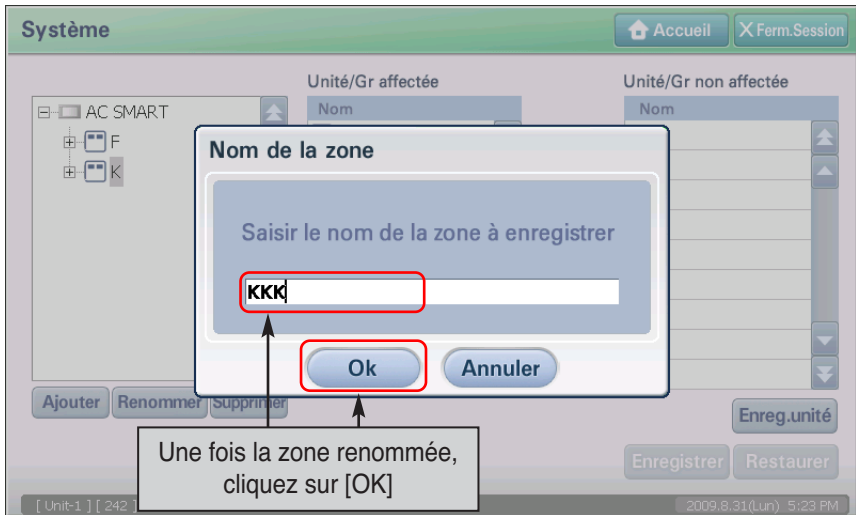 Système
Accueil
X Ferm.Session
Unité/Gr affectée
Unité/Gr non affectée
AC SMART
Nom
Nom
F
K
Nom de la zone
Saisir le nom de la zone à enregistrer
KKK
Ok
Annuler
Ajouter
Renommer
Supprimer
Enreg.unité
Une fois la zone renommée,
cliquez sur [OK]
Enregistrer
Restaurer
[ Unit-1 ] [ 242 ]
2009.8.31(Lun) 5:23 PM